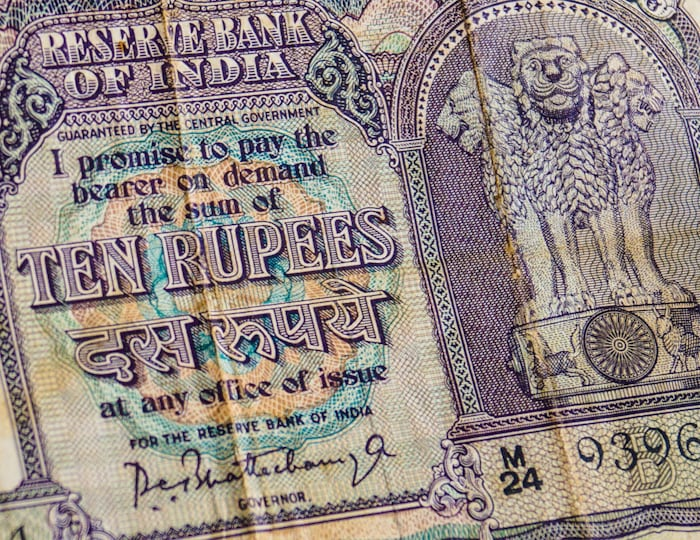 RESERVE BANK
OF INDIA
GUARANTEED BY THE CENTRAL GOVERNMENT
I promise to pay the
bearer on demand
the sum of
TEN RUPEES
दस रूपये
at any office of issue
FOR THE RESERVE BANK OF INDIA
GOVERNOR.
M
24
9396
B